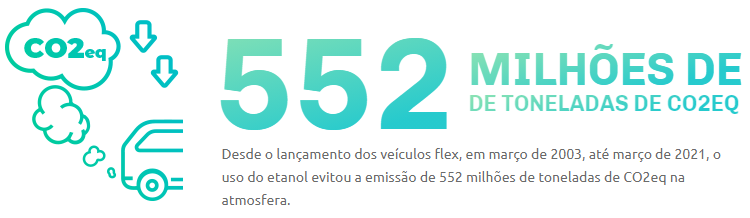 CO2eq
552 MILHÕES DE
DE TONELADAS DE CO2EQ
Desde o lançamento dos veículos flex, em março de 2003, até março de 2021, o
uso do etanol evitou a emissão de 552 milhões de toneladas de CO2eq na
atmosfera.